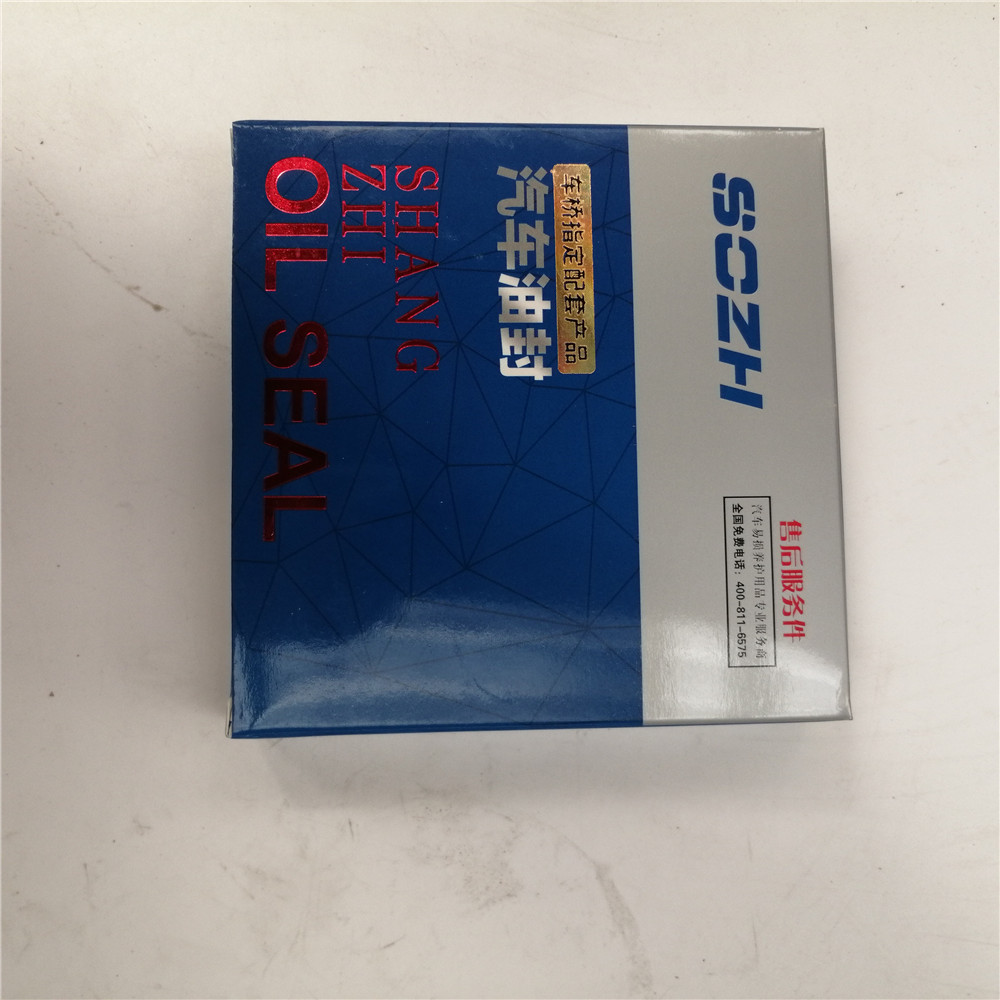 SCZH
售后服务件
汽车易损养护用品专业服务商
全国免费电话：400-811-6575
车桥指定配套产品
汽车油封
SHANG
ZHI
OIL SEAL